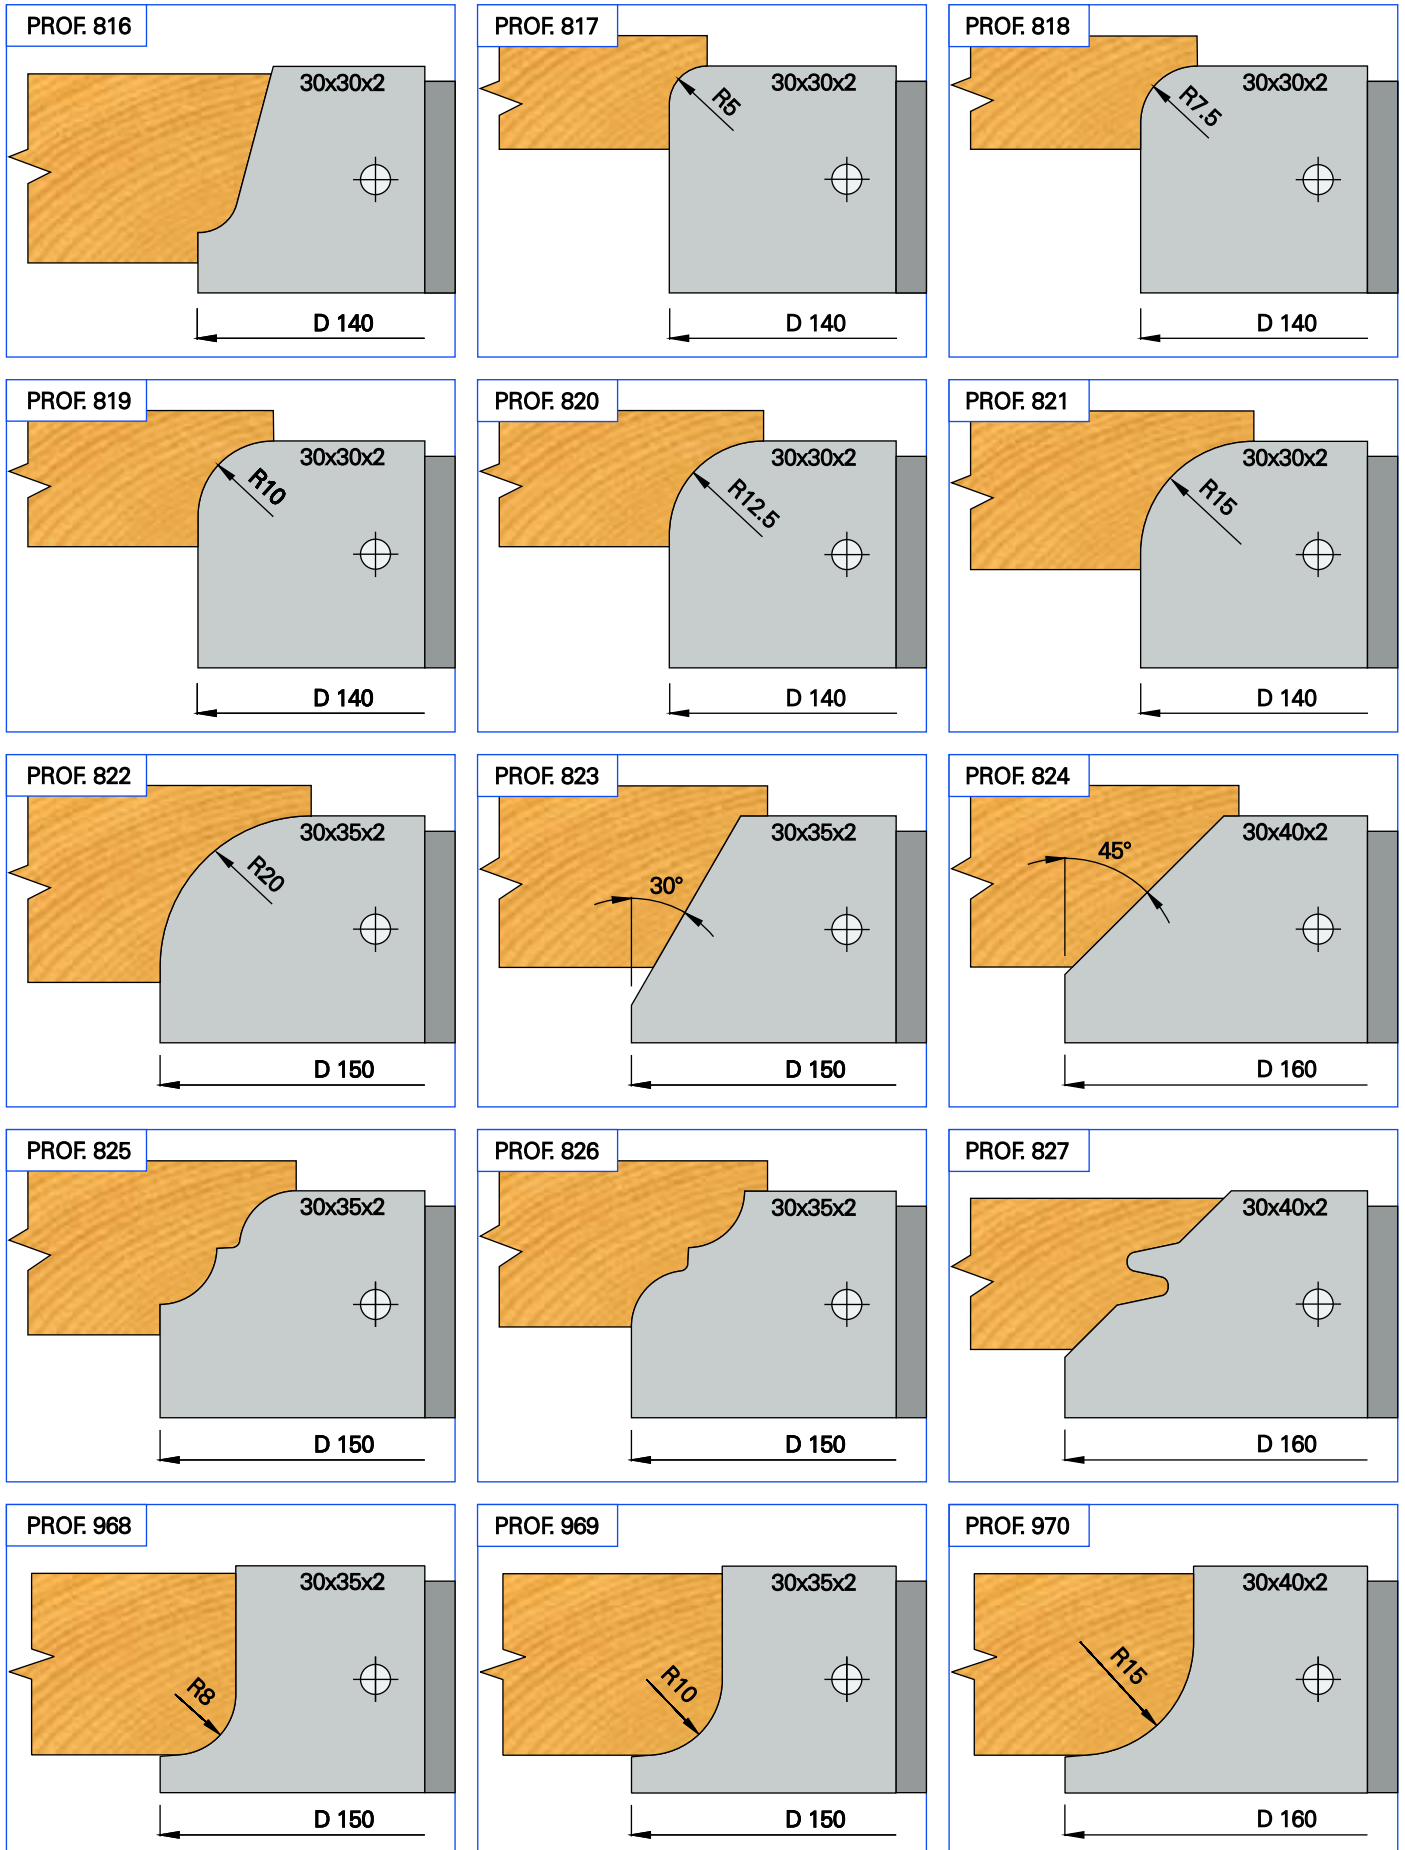 PROF. 816
30x30x2
D 140
PROF. 817
30x30x2
R5
D 140
PROF. 818
30x30x2
R7.5
D 140
PROF. 819
30x30x2
R10
D 140
PROF. 820
30x30x2
R12.5
D 140
PROF. 821
30x30x2
R15
D 140
PROF. 822
30x35x2
R20
D 150
PROF. 823
30x35x2
30°
D 150
PROF. 824
30x40x2
45°
D 160
PROF. 825
30x35x2
D 150
PROF. 826
30x35x2
D 150
PROF. 827
30x40x2
D 160
PROF. 968
30x35x2
R8
D 150
PROF. 969
30x35x2
R10
D 150
PROF. 970
30x40x2
R15
D 160